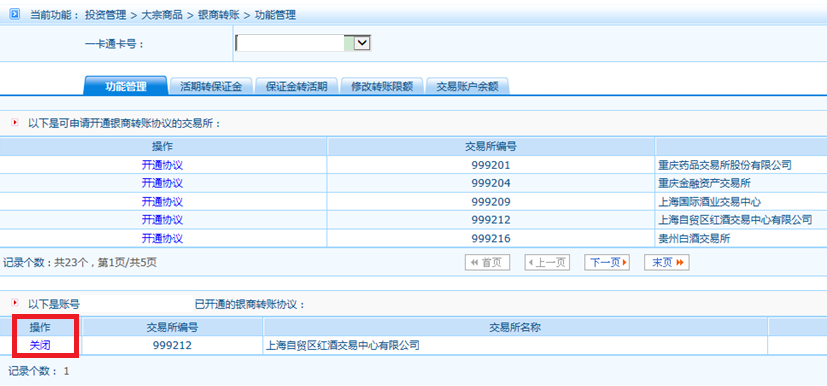 当前功能： 投资管理 > 大宗商品 > 银商转账 > 功能管理
一卡通卡号：
功能管理 活期转保证金 保证金转活期 修改转账限额 交易账户余额
以下是可申请开通银商转账协议的交易所：
操作 交易所编号
开通协议 999201 重庆药品交易所股份有限公司
开通协议 999204 重庆金融资产交易所
开通协议 999209 上海国际酒业交易中心
开通协议 999212 上海自贸区红酒交易中心有限公司
开通协议 999216 贵州白酒交易所
记录个数：共23个，第1页/共5页 首页 上一页 下一页 末页
以下是账号 已开通的银商转账协议：
操作 交易所编号 交易所名称
关闭 999212 上海自贸区红酒交易中心有限公司
记录个数： 1